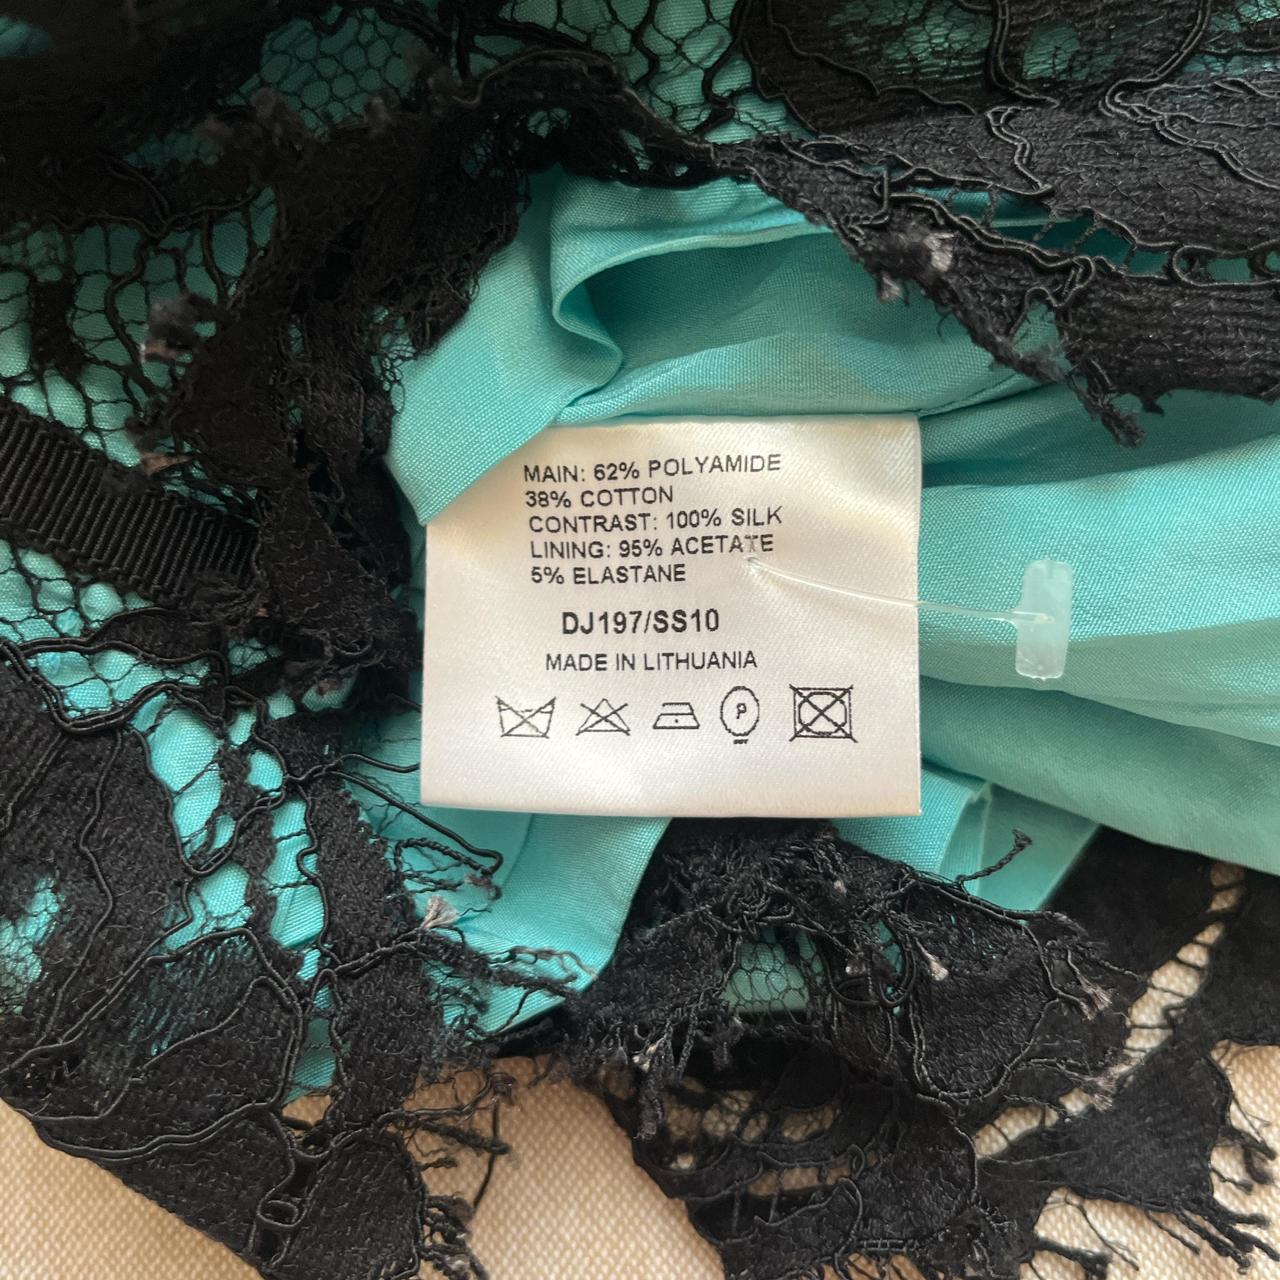 MAIN: 62% POLYAMIDE
38% COTTON
CONTRAST: 100% SILK
LINING: 95% ACETATE
5% ELASTANE
DJ197/SS10
MADE IN LITHUANIA
P